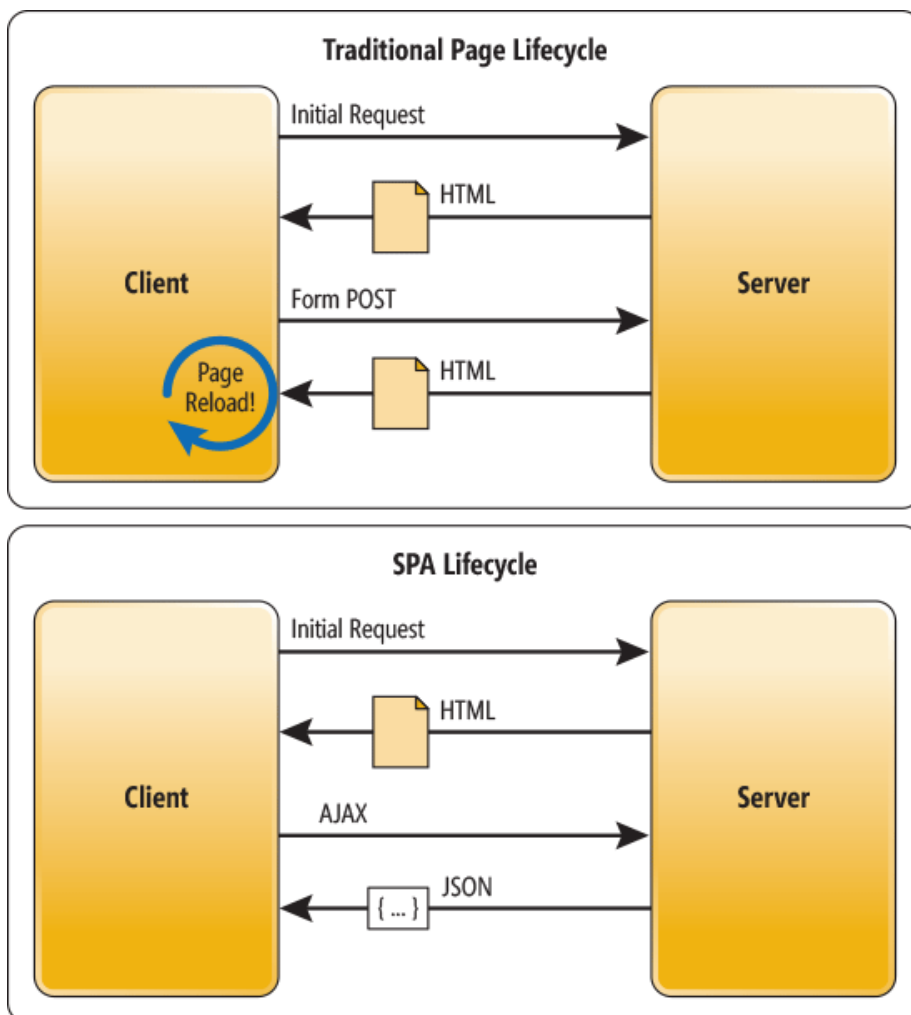 Traditional Page Lifecycle
Initial Request
HTML
Client
Server
Form POST
Page
Reload!
HTML
SPA Lifecycle
Initial Request
HTML
Client
Server
AJAX
JSON
{ ... }